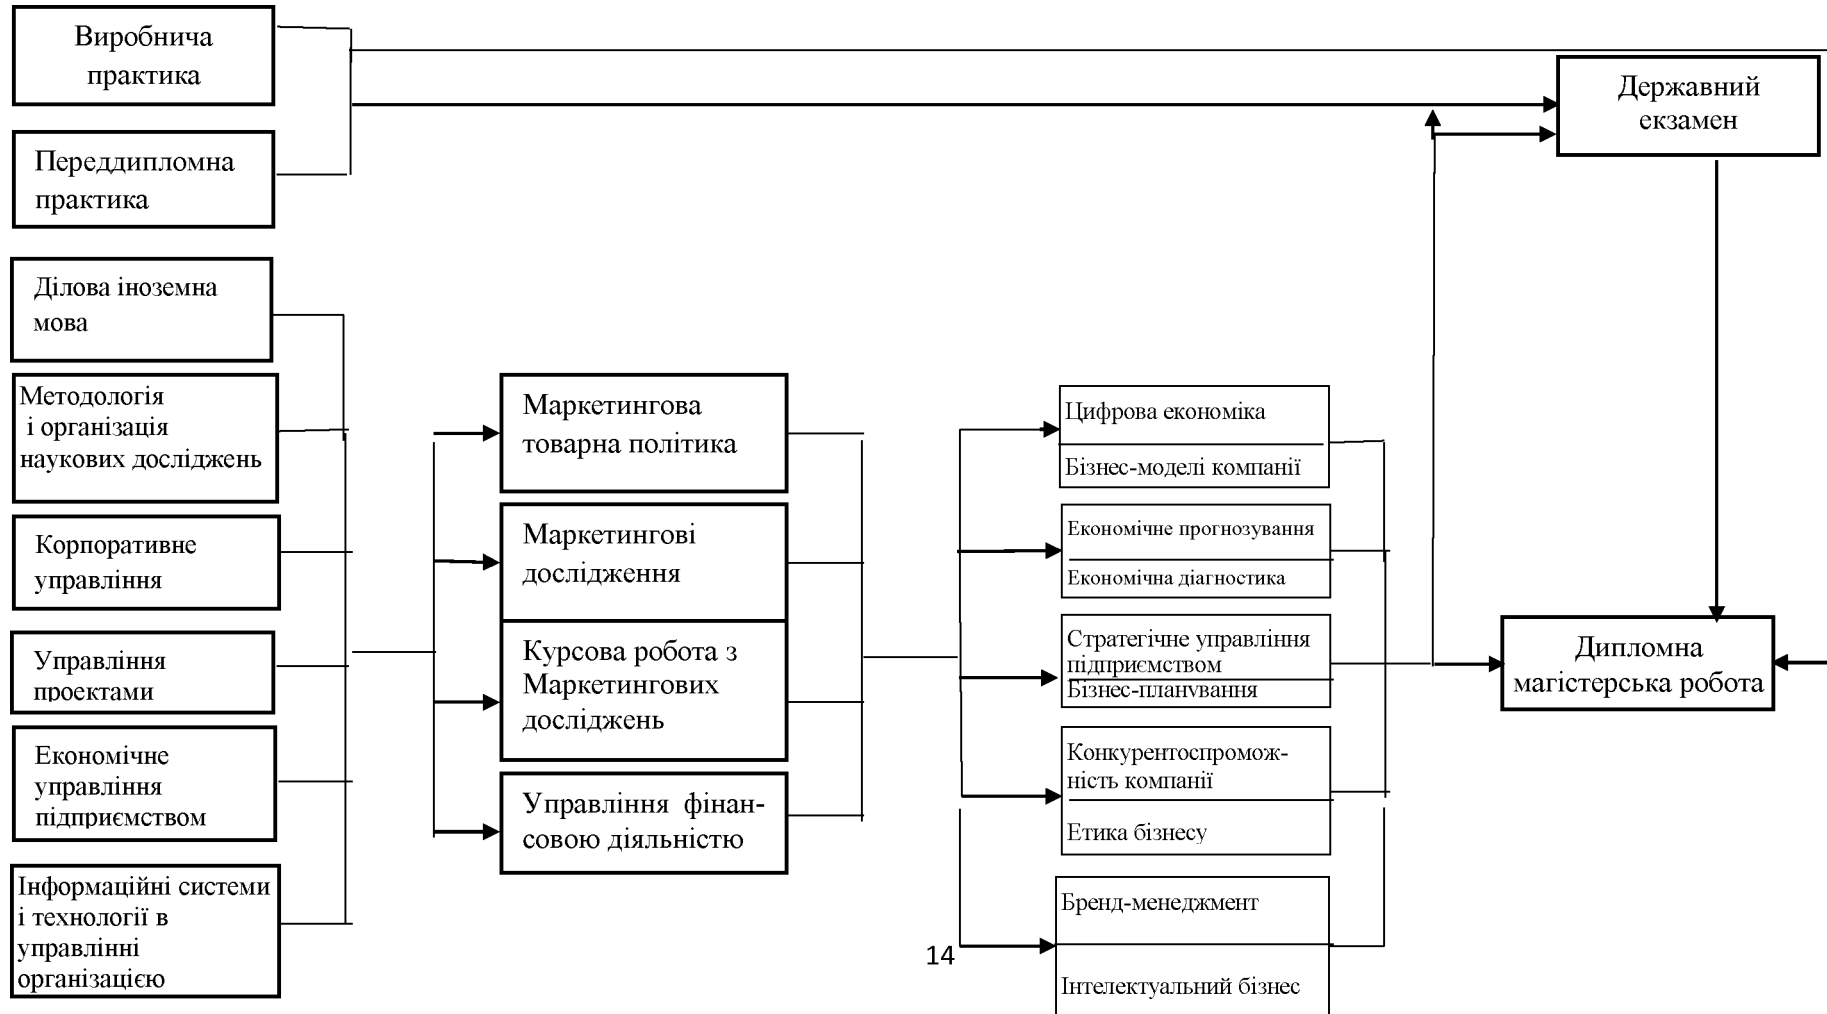 Виробнича
практика
Державний
екзамен
Переддипломна
практика
Ділова іноземна
мова
Методологія
і організація
наукових досліджень
Корпоративне
управління
Управління
проектами
Економічне
управління
підприємством
Інформаційні системи
і технології в
управлінні
організацією
Маркетингова
товарна політика
Маркетингові
дослідження
Курсова робота з
Маркетингових
досліджень
Управління фінан-
совою діяльністю
Цифрова економіка
Бізнес-моделі компанії
Економічне прогнозування
Економічна діагностика
Стратегічне управління
підприємством
Бізнес-планування
Конкурентоспромож-
ність компанії
Етика бізнесу
Бренд-менеджмент
Інтелектуальний бізнес
Дипломна
магістерська робота
14